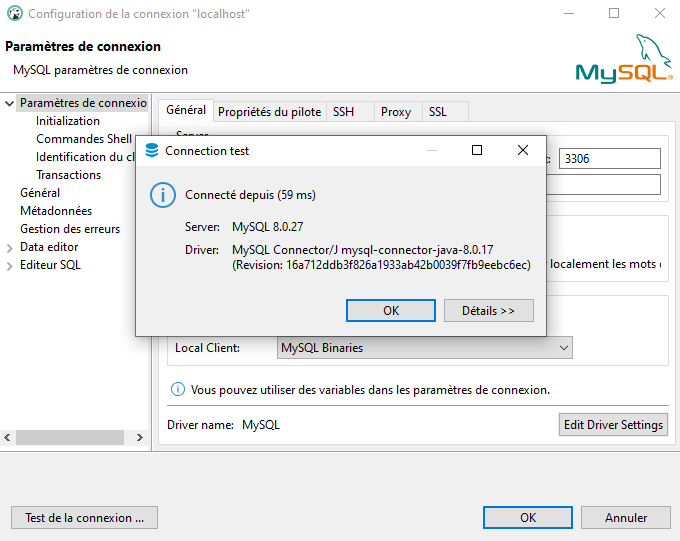 Configuration de la connexion "localhost"
Paramètres de connexion
MySQL paramètres de connexion
MySQL
Paramètres de connexio
Initialization
Commandes Shell
Identification du cl
Transactions
Général
Métadonnées
Gestion des erreurs
Data editor
Editeur SQL
Général Propriétés du pilote SSH Proxy SSL
Server
3306
Connection test
Connecté depuis (59 ms)
Server: MySQL 8.0.27
Driver: MySQL Connector/J mysql-connector-java-8.0.17
(Revision: 16a712ddb3f826a1933ab42b0039f7fb9eebc6ec)
OK Détails >>
localement les mots
Local Client: MySQL Binaries
Vous pouvez utiliser des variables dans les paramètres de connexion.
Driver name: MySQL Edit Driver Settings
Test de la connexion ... OK Annuler